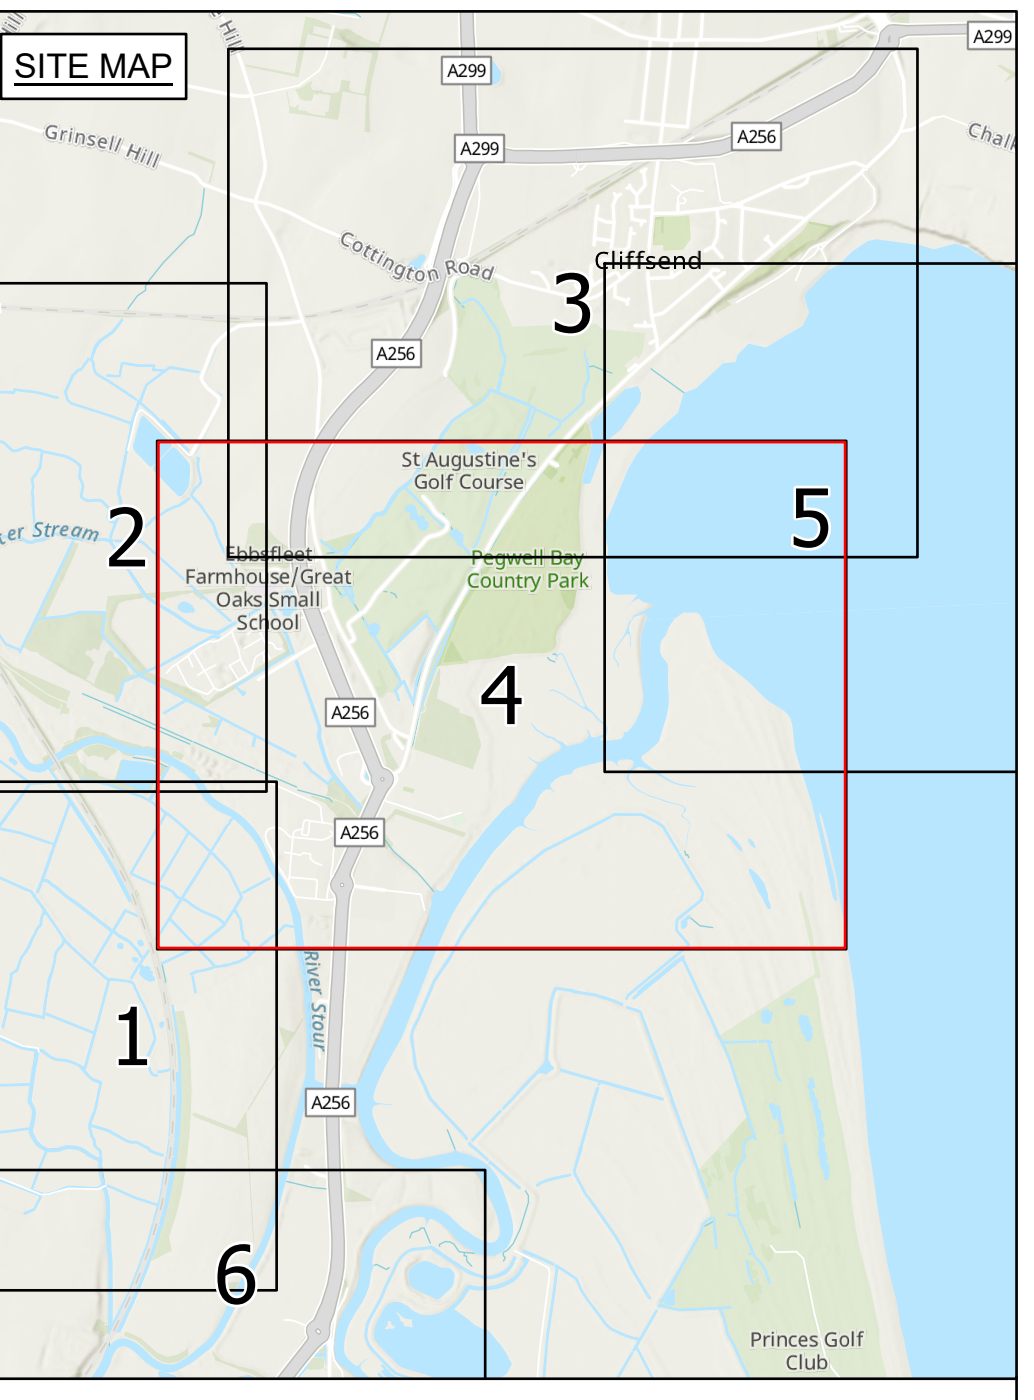 SITE MAP
Hill
A299
A299
A299
A256
Grinsell Hill
Chalk
Cottington Road
Cliffsend
3
A256
St Augustine's
Golf Course
5
2
er Stream
Ebbsfleet
Farmhouse/Great
Oaks Small
School
Pegwell Bay
Country Park
4
A256
A256
River Stour
1
A256
6
Princes Golf
Club